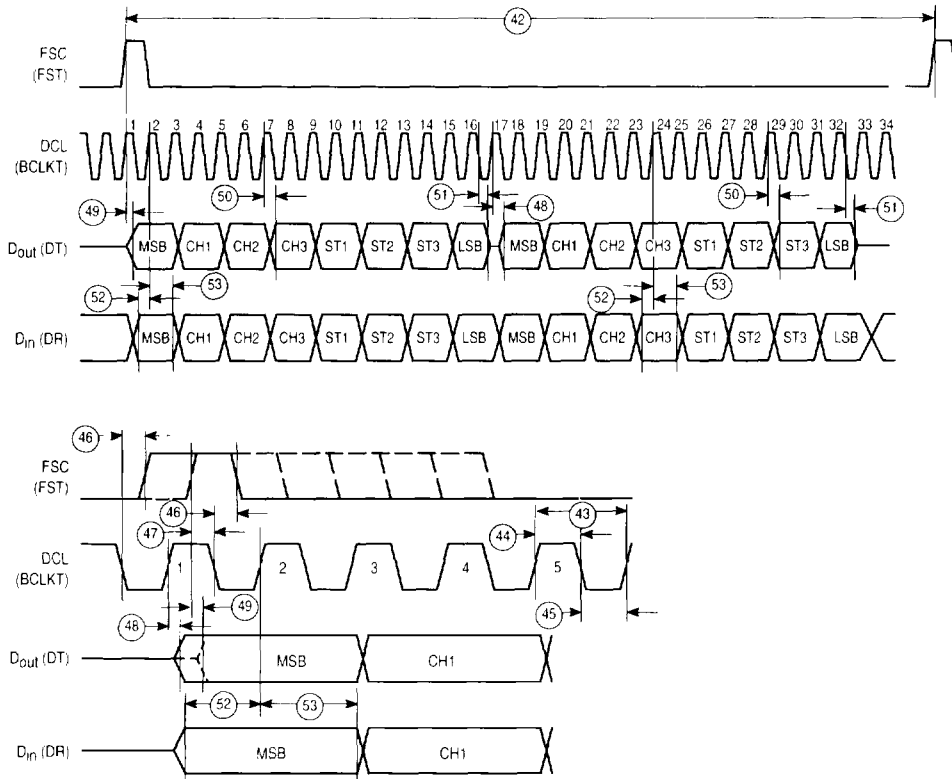 42
FSC
(FST)
1 2 3 4 5 6 7 8 9 10 11 12 13 14 15 16 17 18 19 20 21 22 23 24 25 26 27 28 29 30 31 32 33 34
DCL
(BCLKT)
49 50 51 48 50 51
Dout (DT) MSB CH1 CH2 CH3 ST1 ST2 ST3 LSB MSB CH1 CH2 CH3 ST1 ST2 ST3 LSB
52 53 52 53
Din (DR) MSB CH1 CH2 CH3 ST1 ST2 ST3 LSB MSB CH1 CH2 CH3 ST1 ST2 ST3 LSB
46
FSC
(FST)
46
47 44 43
DCL
(BCLKT)
1 2 3 4 5
48 49 45
Dout (DT) MSB CH1
52 53
Din (DR) MSB CH1